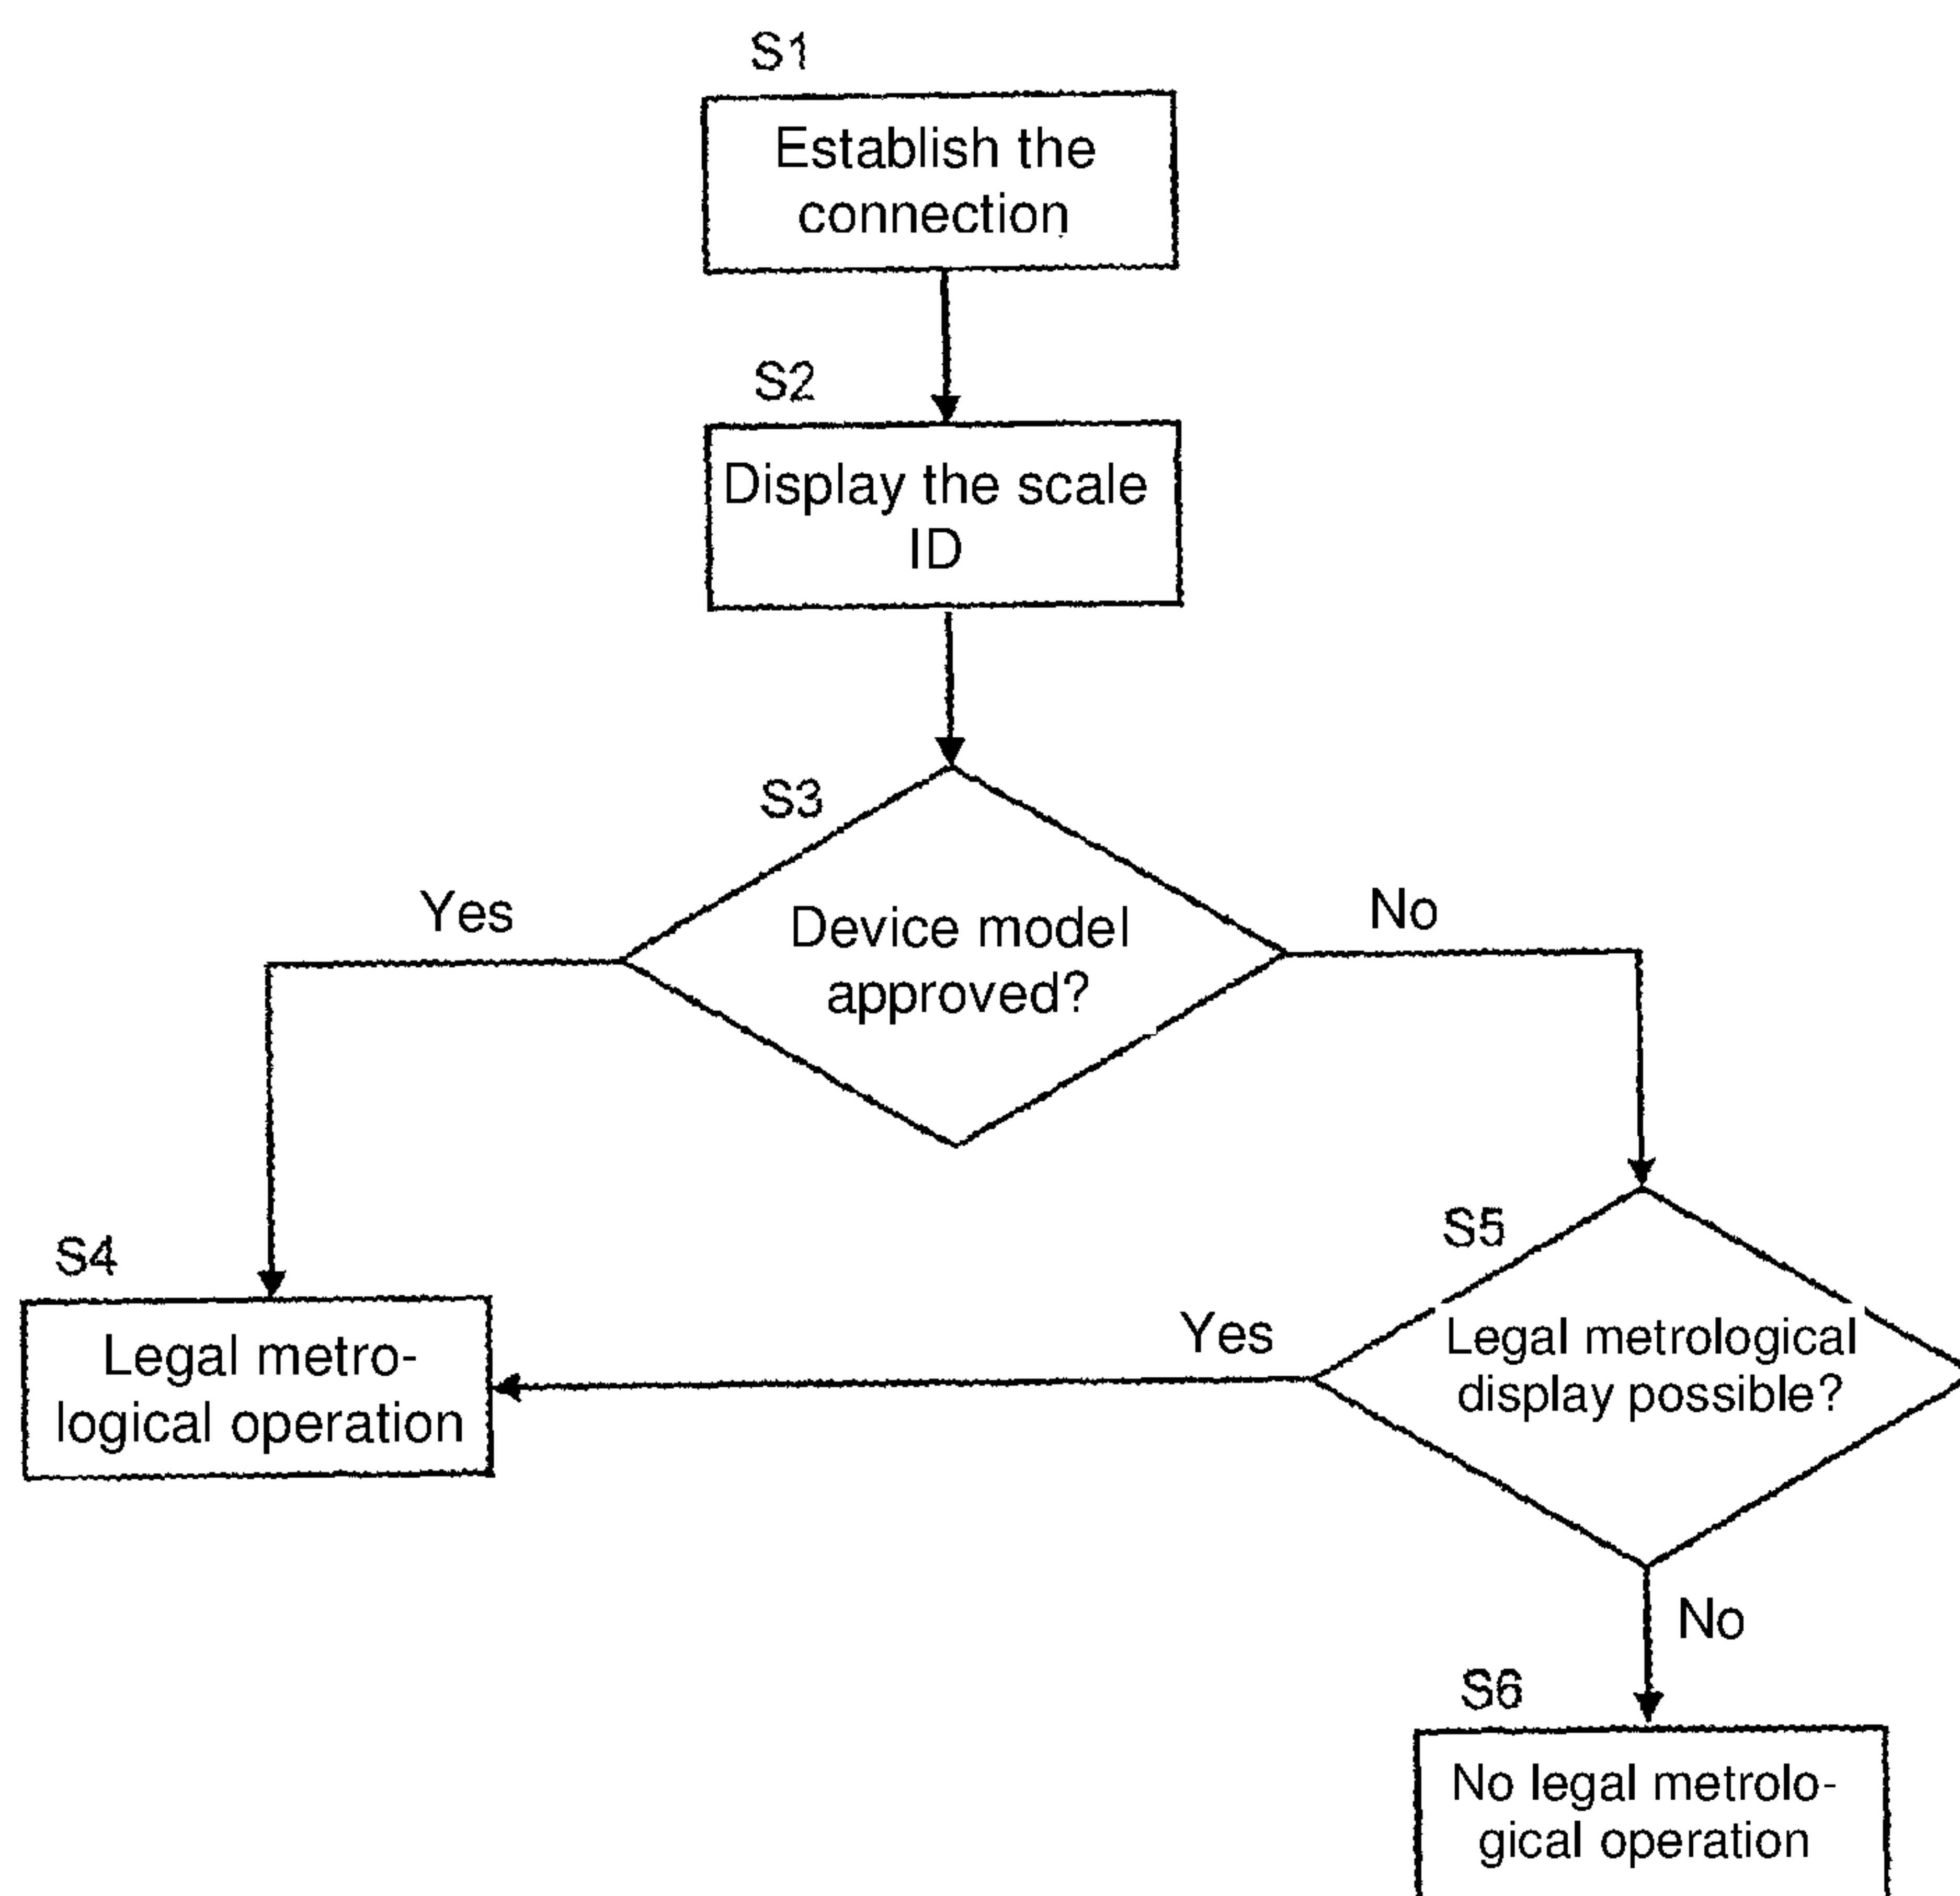 S1
Establish the
connection
S2
Display the scale
ID
S3
Yes
Device model
approved?
No
S4
Legal metro-
logical operation
S5
Yes
Legal metrological
display possible?
No
S6
No legal metrolo-
gical operation